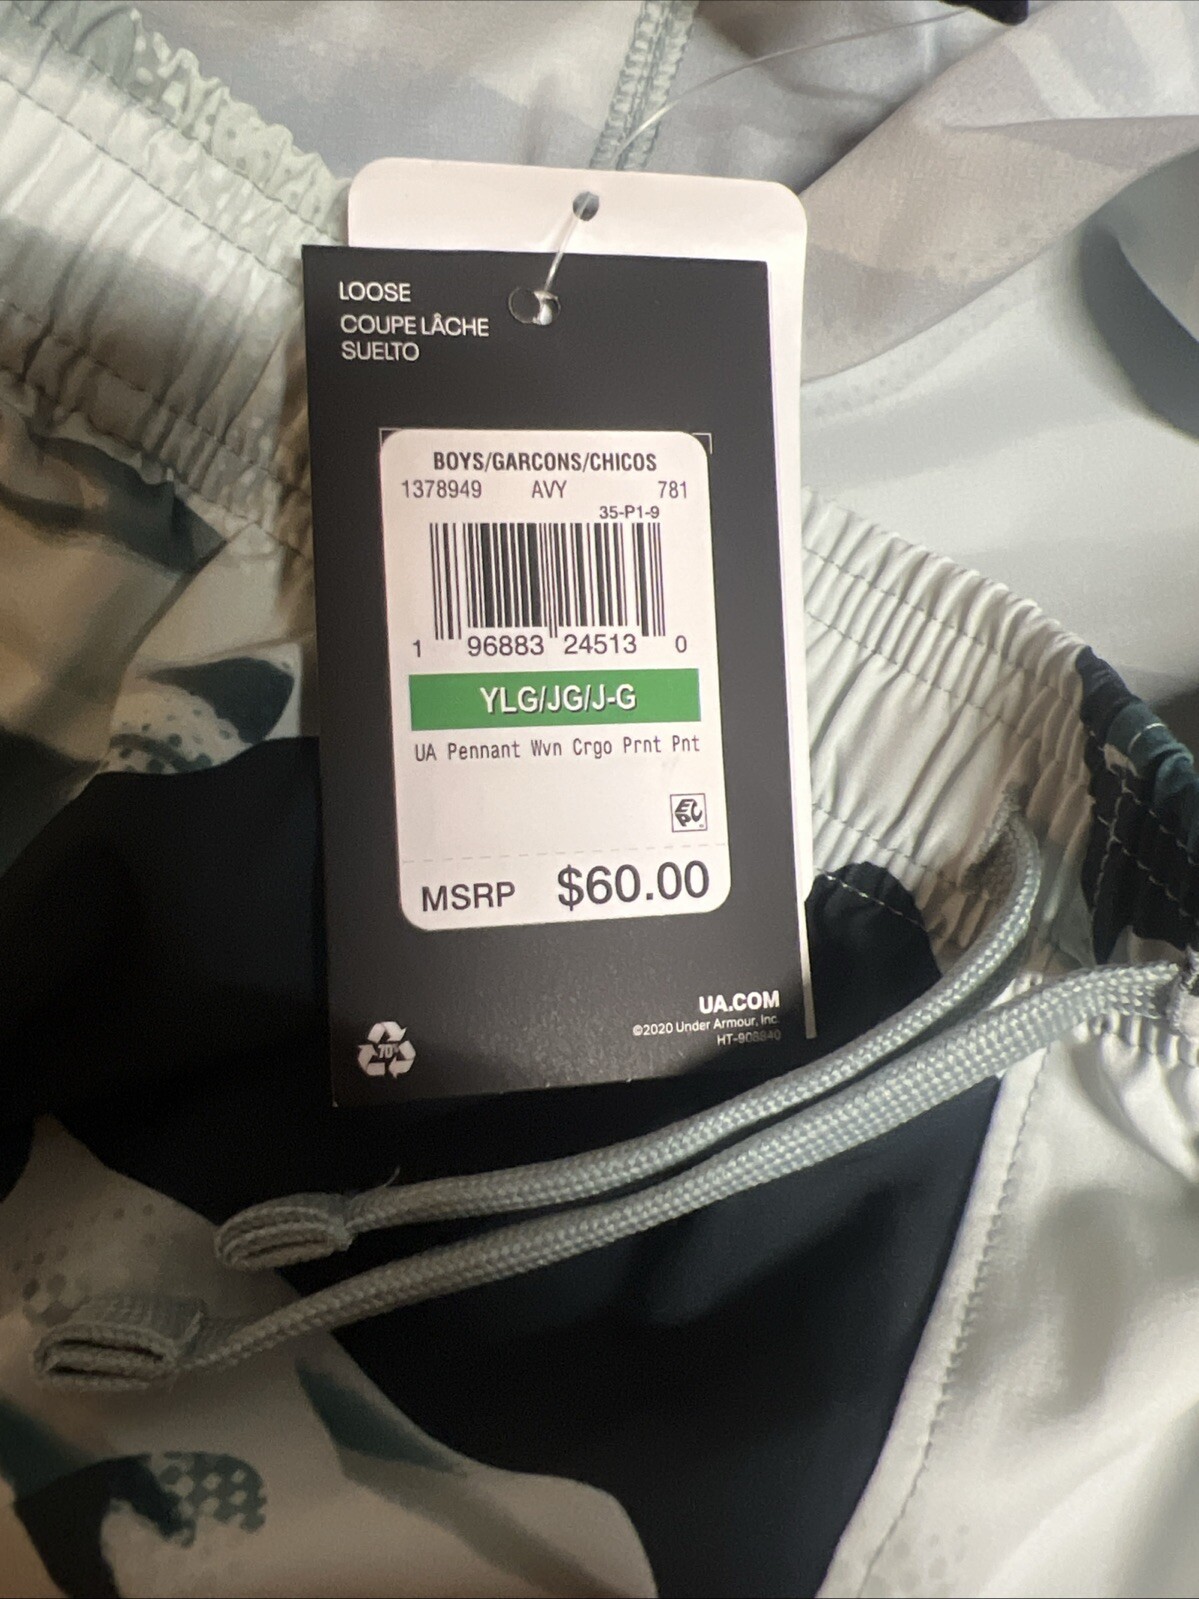 LOOSE
COUPE LÂCHE
SUELTO
BOYS/GARCONS/CHICOS
1378949 AVY 781
35-P1-9
1 96883 24513 0
YLG/JG/J-G
UA Pennant Wvn Crgo Prnt Pnt
EPC
MSRP $60.00
UA.COM
©2020 Under Armour, Inc.
HT-908840
70%